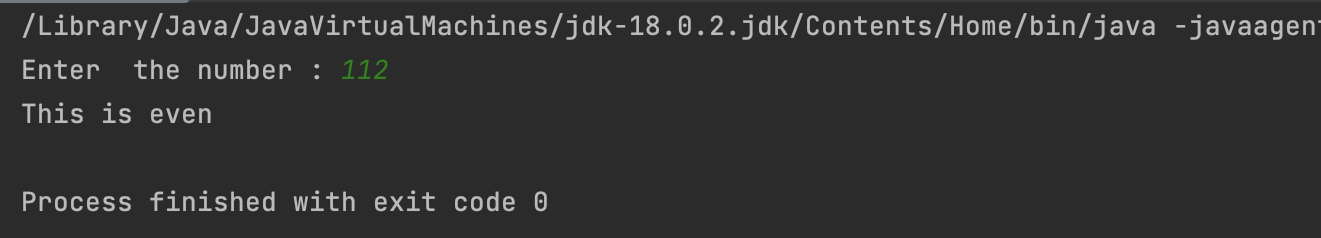 /Library/Java/JavaVirtualMachines/jdk-18.0.2.jdk/Contents/Home/bin/java -javaagent
Enter  the number : 112
This is even
Process finished with exit code 0